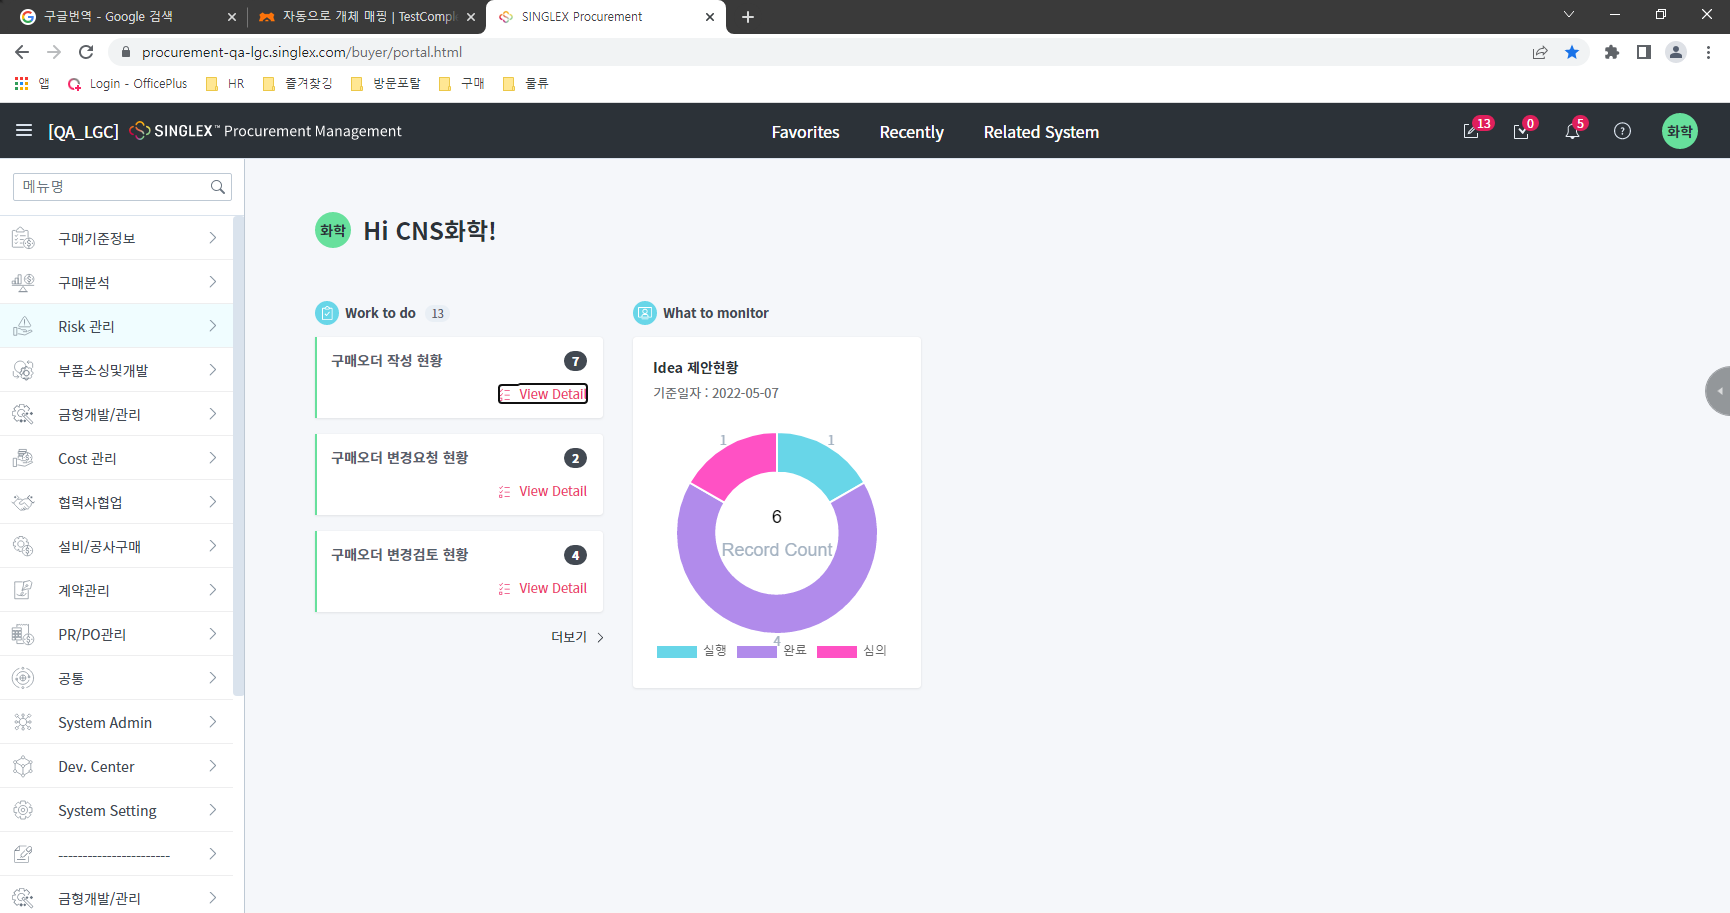 구글번역 - Google 검색
자동으로 개체 매핑 | TestCompl
SINGLEX Procurement
procurement-qa-lgc.singlex.com/buyer/portal.html
앱
Login - OfficePlus
HR
즐겨찾깅
방문포탈
구매
물류
[QA_LGC] SINGLEX™ Procurement Management
Favorites
Recently
Related System
13
0
5
화학
메뉴명
구매기준정보
구매분석
Risk 관리
부품소싱및개발
금형개발/관리
Cost 관리
협력사협업
설비/공사구매
계약관리
PR/PO관리
공통
System Admin
Dev. Center
System Setting
-----------------------
금형개발/관리
화학 Hi CNS화학!
Work to do 13
구매오더 작성 현황 7
View Detail
구매오더 변경요청 현황 2
View Detail
구매오더 변경검토 현황 4
View Detail
더보기
What to monitor
Idea 제안현황
기준일자 : 2022-05-07
1
1
6
Record Count
4
실행 완료 심의